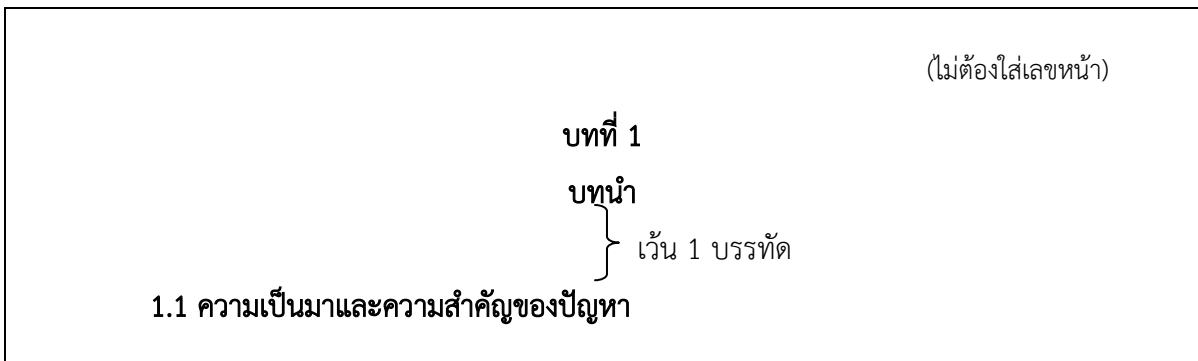 (ไม่ต้องใส่เลขหน้า)
บทที่ 1
บทนำ
เว้น 1 บรรทัด
1.1 ความเป็นมาและความสำคัญของปัญหา